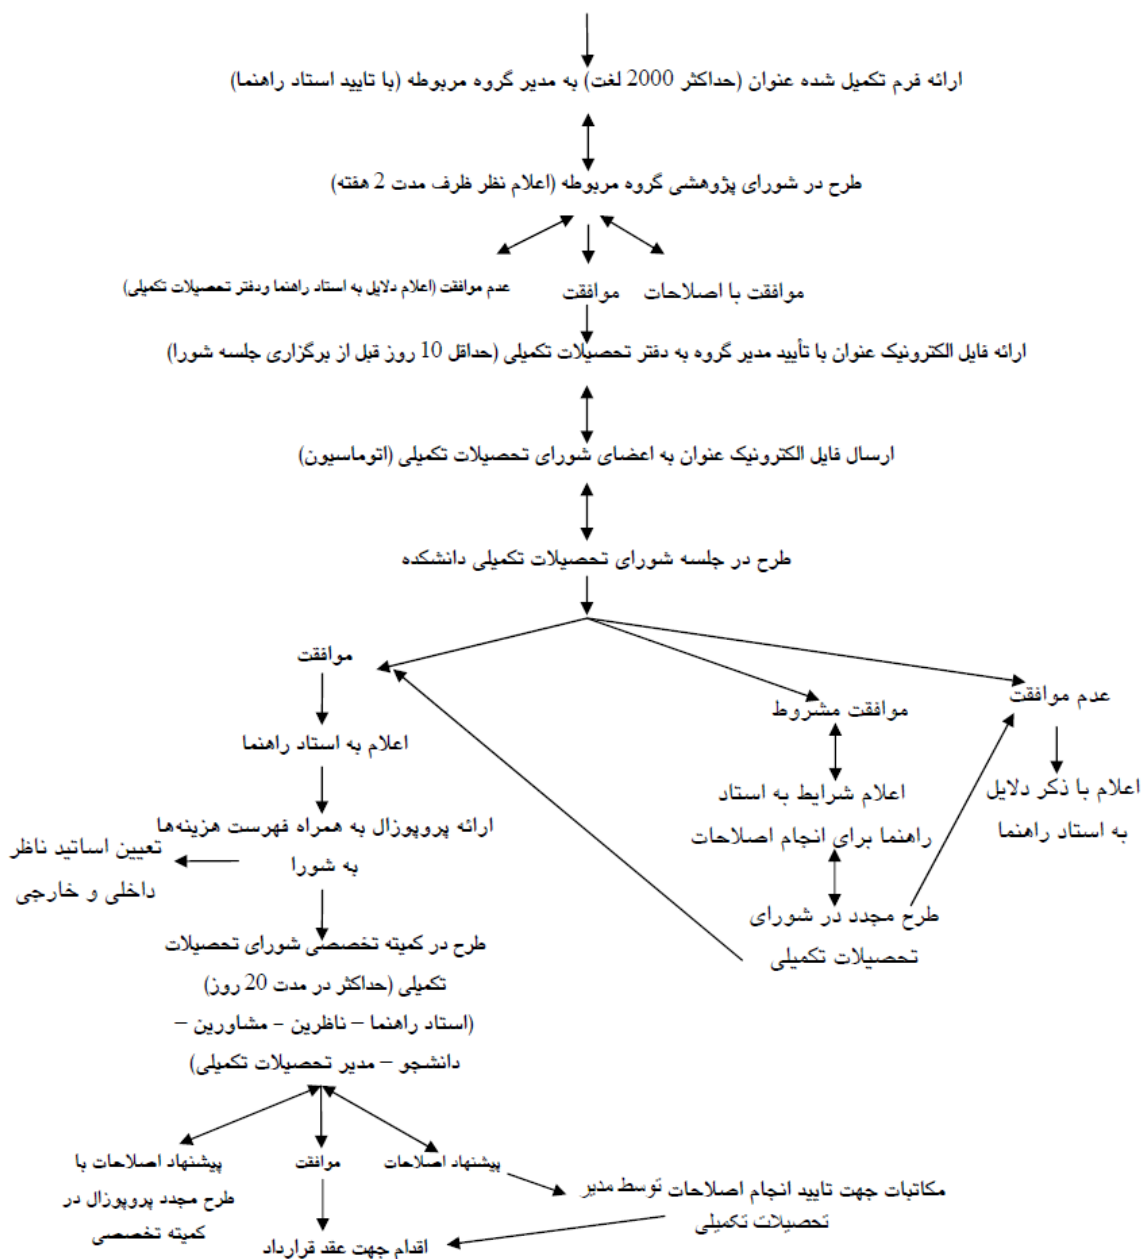 ارائه فرم تکمیل شده عنوان (حداکثر 2000 لغت) به مدیر گروه مربوطه (با تایید استاد راهنما)
طرح در شورای پژوهشی گروه مربوطه (اعلام نظر ظرف مدت 2 هفته)
موافقت با اصلاحات
موافقت
عدم موافقت (اعلام دلایل به استاد راهنما ودفتر تحصیلات تکمیلی)
ارائه فایل الکترونیک عنوان با تأیید مدیر گروه به دفتر تحصیلات تکمیلی (حداقل 10 روز قبل از برگزاری جلسه شورا)
ارسال فایل الکترونیک عنوان به اعضای شورای تحصیلات تکمیلی (اتوماسیون)
طرح در جلسه شورای تحصیلات تکمیلی دانشکده
عدم موافقت
اعلام با ذکر دلایل
به استاد راهنما
موافقت مشروط
اعلام شرایط به استاد
راهنما برای انجام اصلاحات
طرح مجدد در شورای
تحصیلات تکمیلی
موافقت
اعلام به استاد راهنما
ارائه پروپوزال به همراه فهرست هزینه‌ها
به شورا
تعیین اساتید ناظر
داخلی و خارجی
طرح در کمیته تخصصی شورای تحصیلات
تکمیلی (حداکثر در مدت 20 روز)
(استاد راهنما – ناظرین - مشاورین –
دانشجو – مدیر تحصیلات تکمیلی)
پیشنهاد اصلاحات
موافقت
پیشنهاد اصلاحات با
طرح مجدد پروپوزال در
کمیته تخصصی
مکاتبات جهت تایید انجام اصلاحات توسط مدیر
تحصیلات تکمیلی
اقدام جهت عقد قرارداد